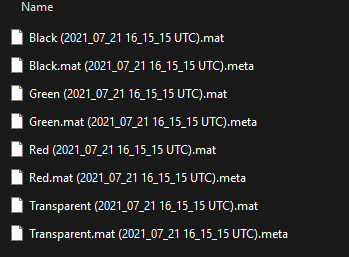 Name
Black (2021_07_21 16_15_15 UTC).mat
Black.mat (2021_07_21 16_15_15 UTC).meta
Green (2021_07_21 16_15_15 UTC).mat
Green.mat (2021_07_21 16_15_15 UTC).meta
Red (2021_07_21 16_15_15 UTC).mat
Red.mat (2021_07_21 16_15_15 UTC).meta
Transparent (2021_07_21 16_15_15 UTC).mat
Transparent.mat (2021_07_21 16_15_15 UTC).meta